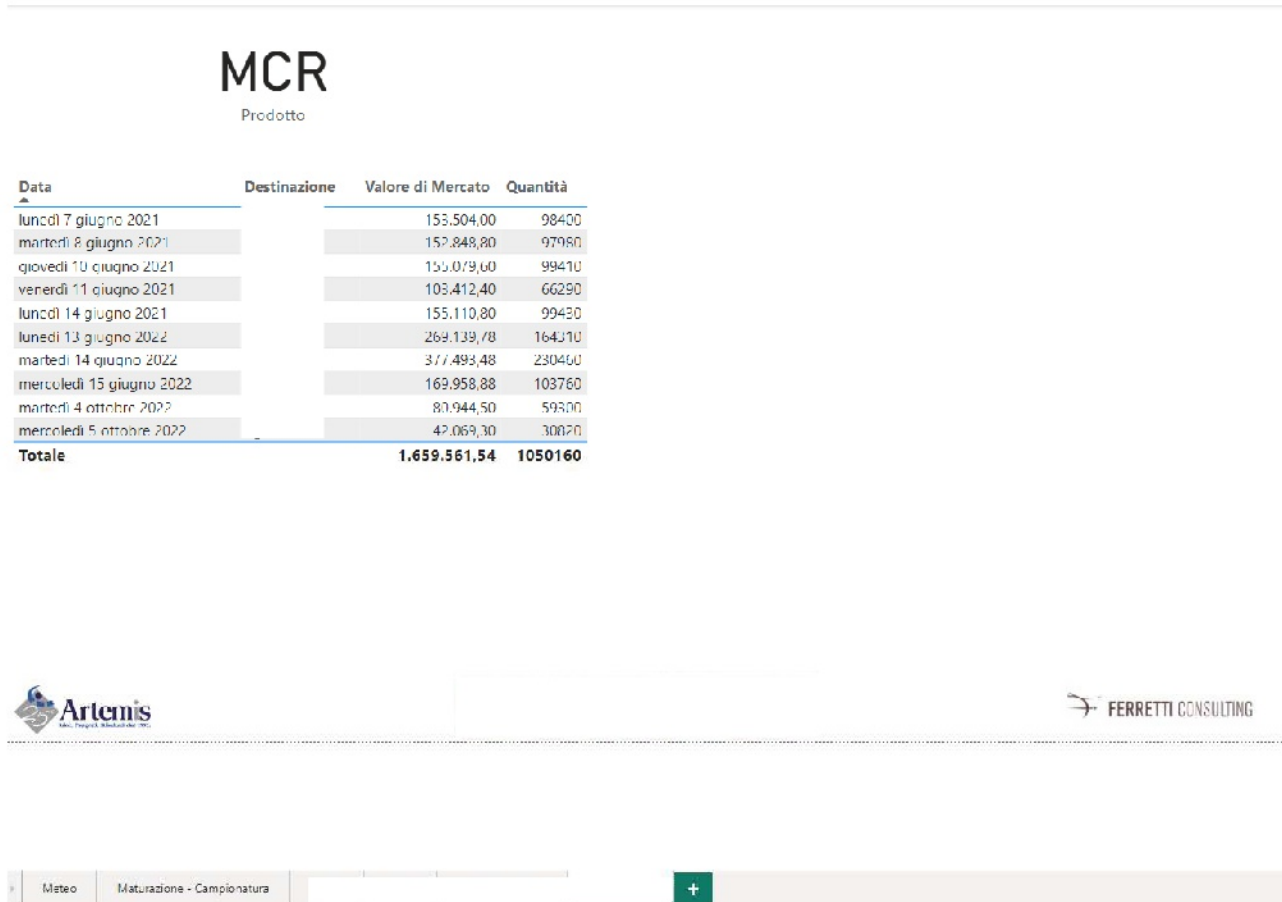 MCR
Prodotto
Data Destinazione Valore di Mercato Quantità
lunedì 7 giugno 2021 153.504,00 98400
martedì 8 giugno 2021 152.848,80 97980
giovedì 10 giugno 2021 155.079,60 99410
venerdì 11 giugno 2021 103.412,40 66290
lunedì 14 giugno 2021 155.110,80 99430
lunedì 13 giugno 2022 269.139,78 164310
martedì 14 giugno 2022 377.493,48 230460
mercoledì 15 giugno 2022 169.958,88 103760
martedì 4 ottobre 2022 80.944,50 59300
mercoledì 5 ottobre 2022 42.069,30 30820
Totale 1.659.561,54 1050160
25 Artemis
FERRETTI CONSULTING
Meteo Maturazione - Campionatura +